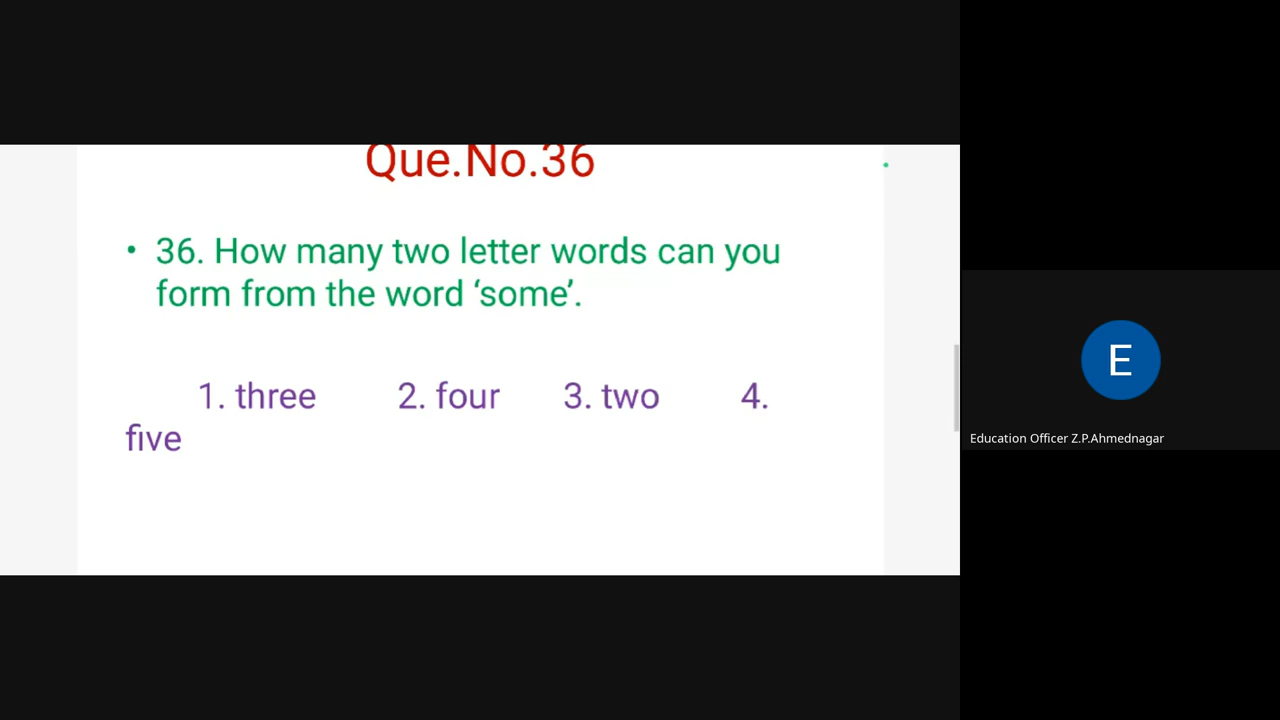 Que.No.36
• 36. How many two letter words can you
form from the word ‘some’.
1. three 2. four 3. two 4.
five
E
Education Officer Z.P.Ahmednagar